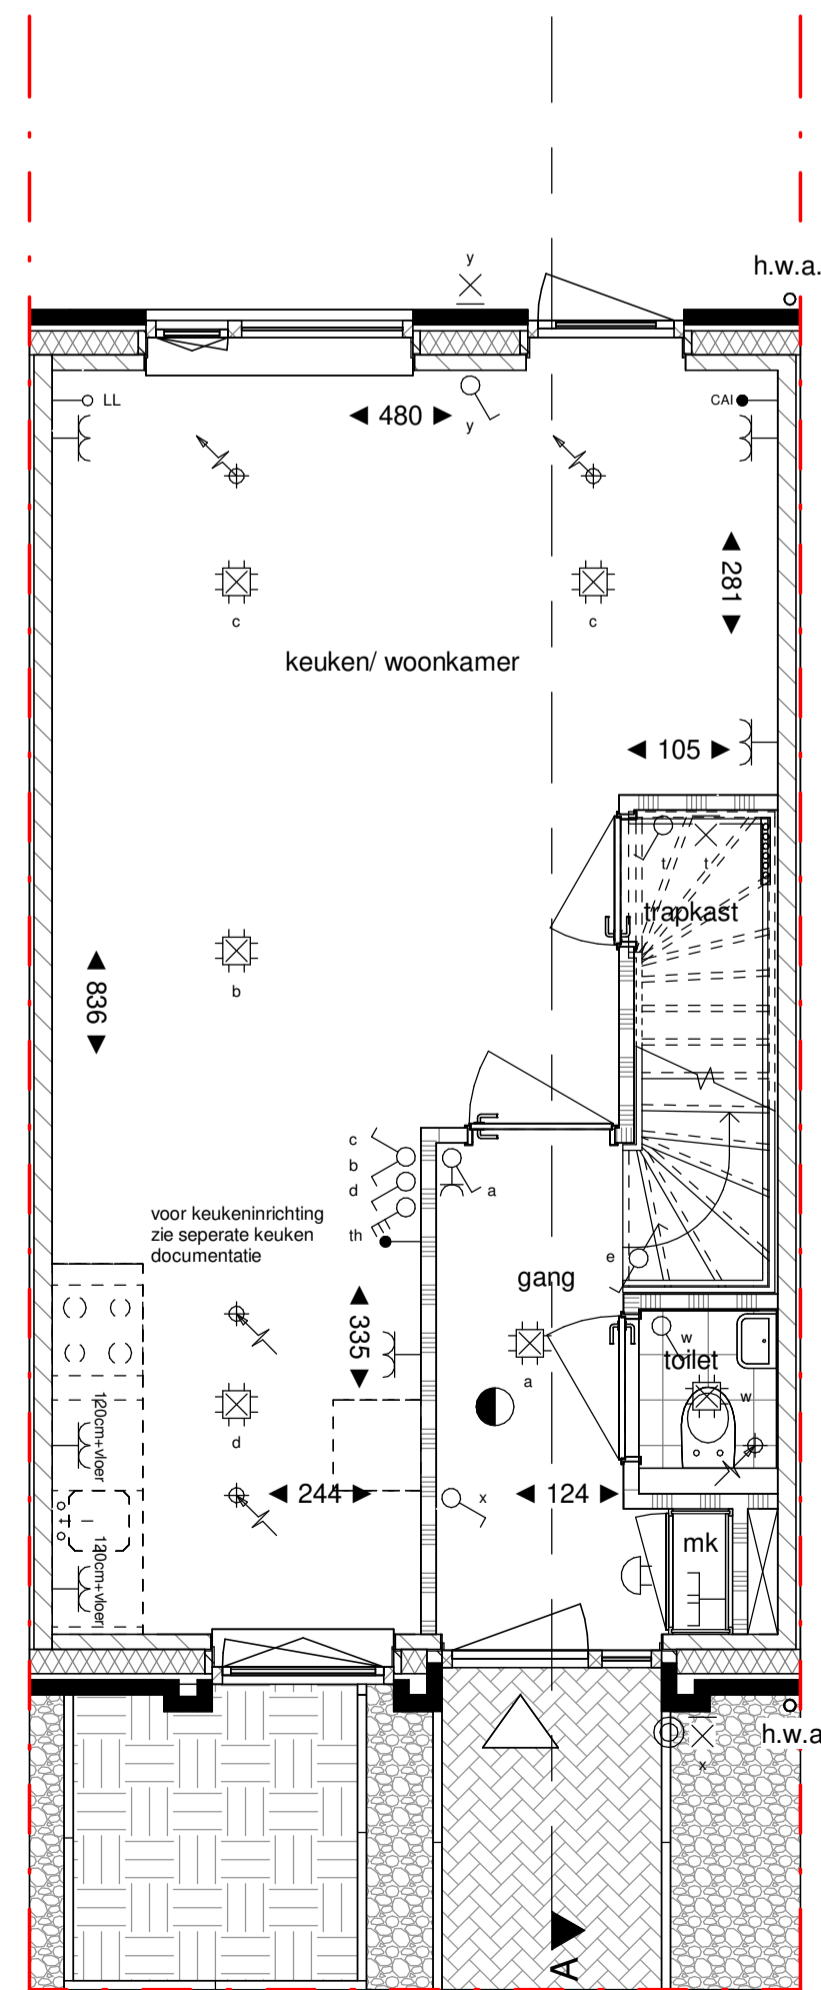 y
h.w.a.
LL
480
y
CAI
c
c
281
keuken/ woonkamer
105
t
t
trapkast
b
836
c
b
d
th
a
voor keukeninrichting
zie seperate keuken
documentatie
e
gang
335
w
toilet
a
w
120cm+vloer
d
244
x
124
mk
120cm+vloer
h.w.a
x
A